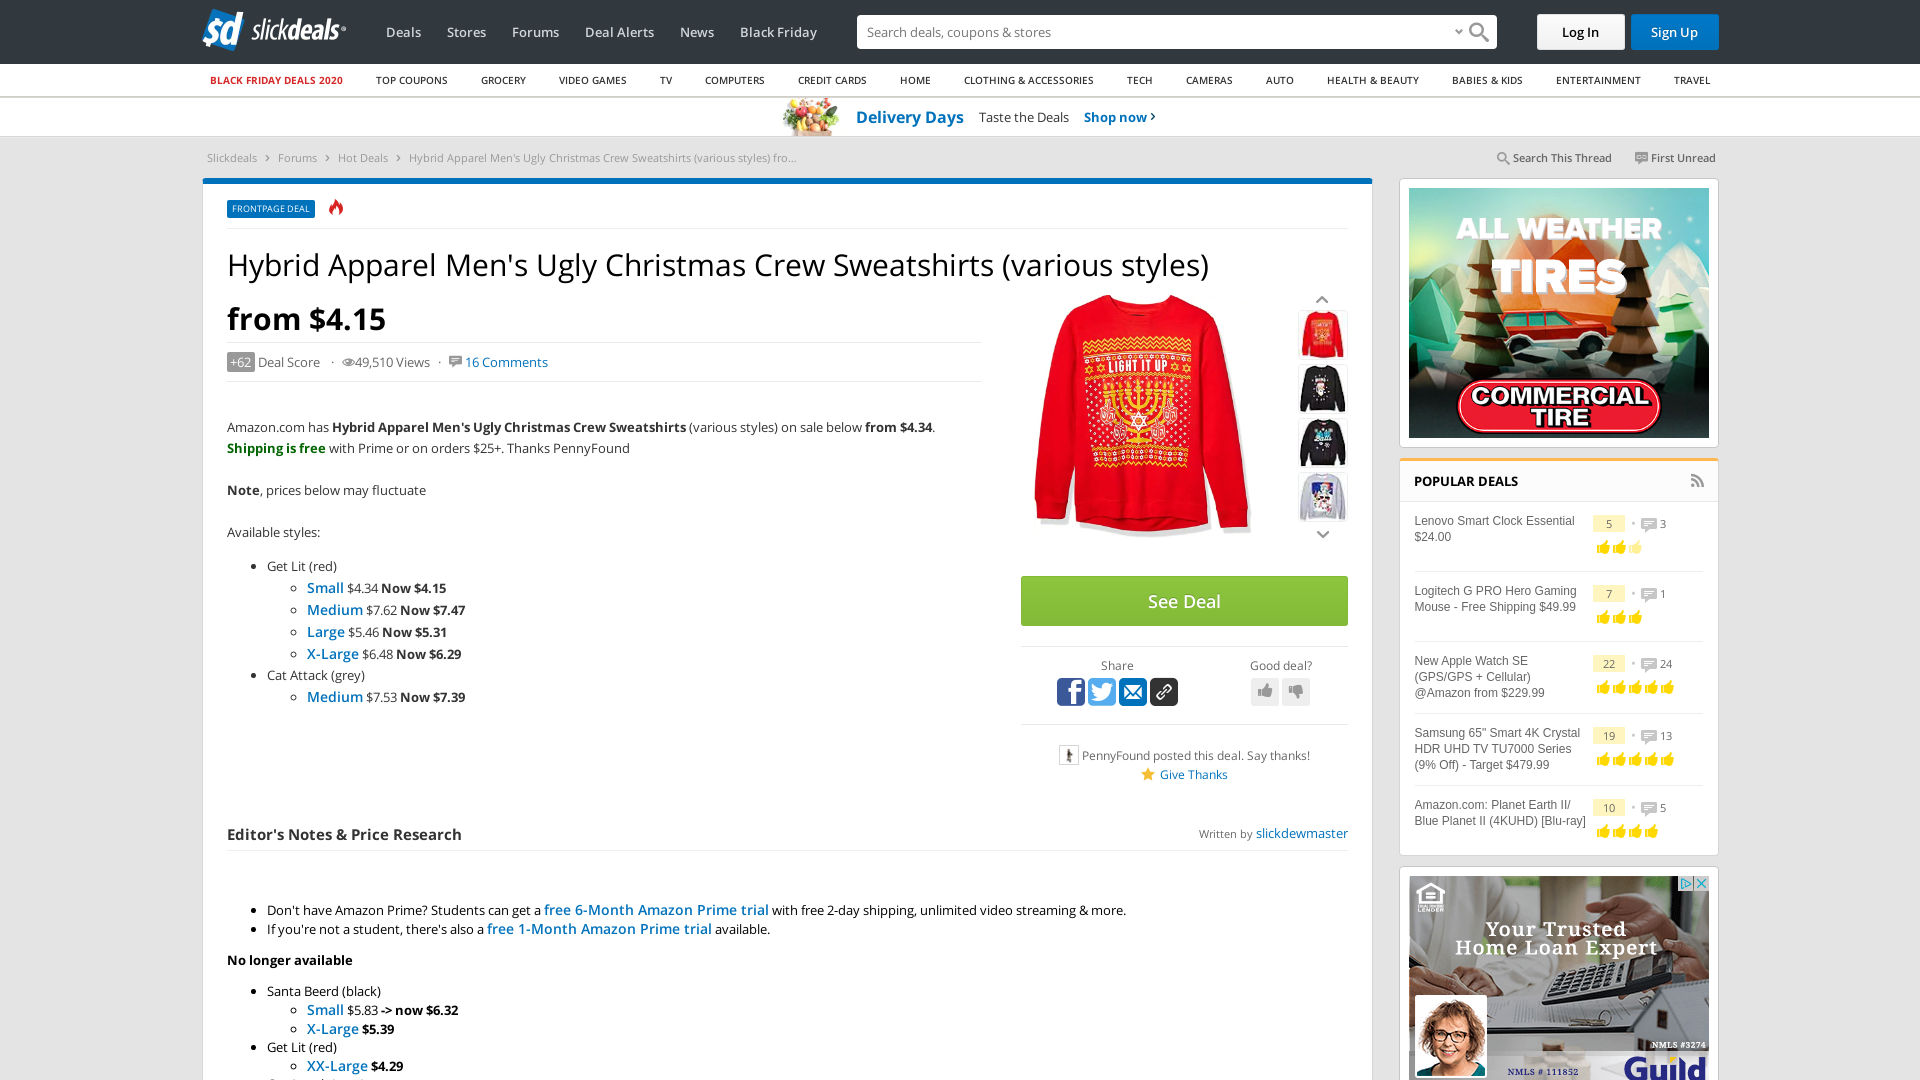 slickdeals
Deals
Stores
Forums
Deal Alerts
News
Black Friday
Search deals, coupons & stores
Log In
Sign Up
BLACK FRIDAY DEALS 2020
TOP COUPONS
GROCERY
VIDEO GAMES
TV
COMPUTERS
CREDIT CARDS
HOME
CLOTHING & ACCESSORIES
TECH
CAMERAS
AUTO
HEALTH & BEAUTY
BABIES & KIDS
ENTERTAINMENT
TRAVEL
Delivery Days Taste the Deals Shop now ›
Slickdeals › Forums › Hot Deals › Hybrid Apparel Men's Ugly Christmas Crew Sweatshirts (various styles) fro...
Search This Thread
First Unread
FRONTPAGE DEAL
Hybrid Apparel Men's Ugly Christmas Crew Sweatshirts (various styles)
from $4.15
+62 Deal Score · 49,510 Views · 16 Comments
Amazon.com has Hybrid Apparel Men's Ugly Christmas Crew Sweatshirts (various styles) on sale below from $4.34.
Shipping is free with Prime or on orders $25+. Thanks PennyFound
Note, prices below may fluctuate
Available styles:
Get Lit (red)
Small $4.34 Now $4.15
Medium $7.62 Now $7.47
Large $5.46 Now $5.31
X-Large $6.48 Now $6.29
Cat Attack (grey)
Medium $7.53 Now $7.39
LIGHT IT UP
See Deal
Share
Good deal?
PennyFound posted this deal. Say thanks!
Give Thanks
Editor's Notes & Price Research
Written by slickdewmaster
Don't have Amazon Prime? Students can get a free 6-Month Amazon Prime trial with free 2-day shipping, unlimited video streaming & more.
If you're not a student, there's also a free 1-Month Amazon Prime trial available.
No longer available
Santa Beerd (black)
Small $5.83 -> now $6.32
X-Large $5.39
Get Lit (red)
XX-Large $4.29
ALL WEATHER
TIRES
COMMERCIAL
TIRE
POPULAR DEALS
Lenovo Smart Clock Essential
$24.00
5 • 3
Logitech G PRO Hero Gaming
Mouse - Free Shipping $49.99
7 • 1
New Apple Watch SE
(GPS/GPS + Cellular)
@Amazon from $229.99
22 • 24
Samsung 65" Smart 4K Crystal
HDR UHD TV TU7000 Series
(9% Off) - Target $479.99
19 • 13
Amazon.com: Planet Earth II/
Blue Planet II (4KUHD) [Blu-ray]
10 • 5
Your Trusted
Home Loan Expert
NMLS #3274
NMLS # 111852
Guild